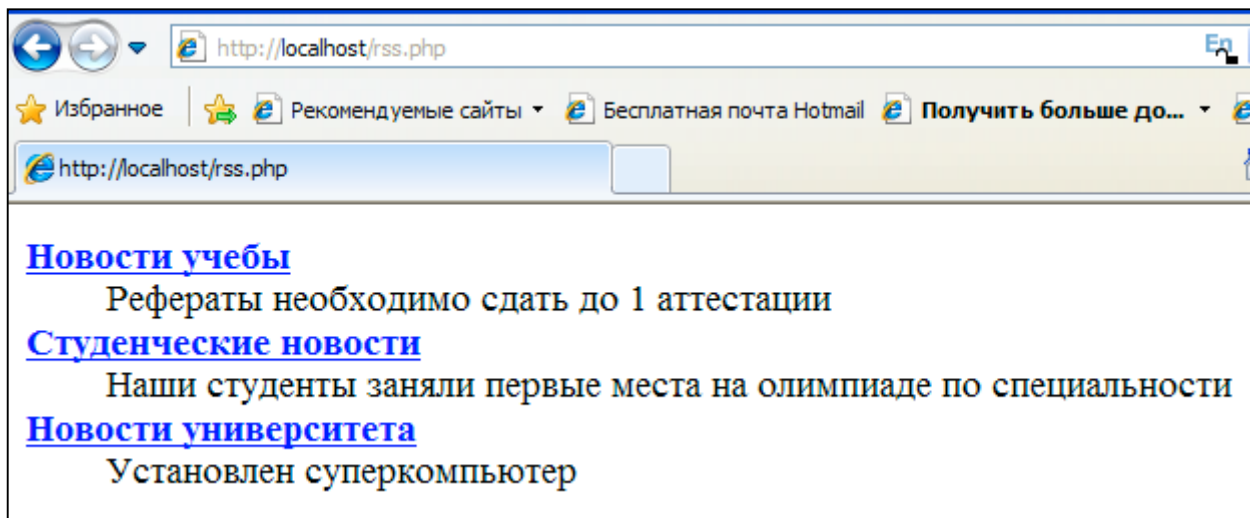 http://localhost/rss.php
Избранное Рекомендуемые сайты Бесплатная почта Hotmail Получить больше до...
http://localhost/rss.php
Новости учебы
Рефераты необходимо сдать до 1 аттестации
Студенческие новости
Наши студенты заняли первые места на олимпиаде по специальности
Новости университета
Установлен суперкомпьютер